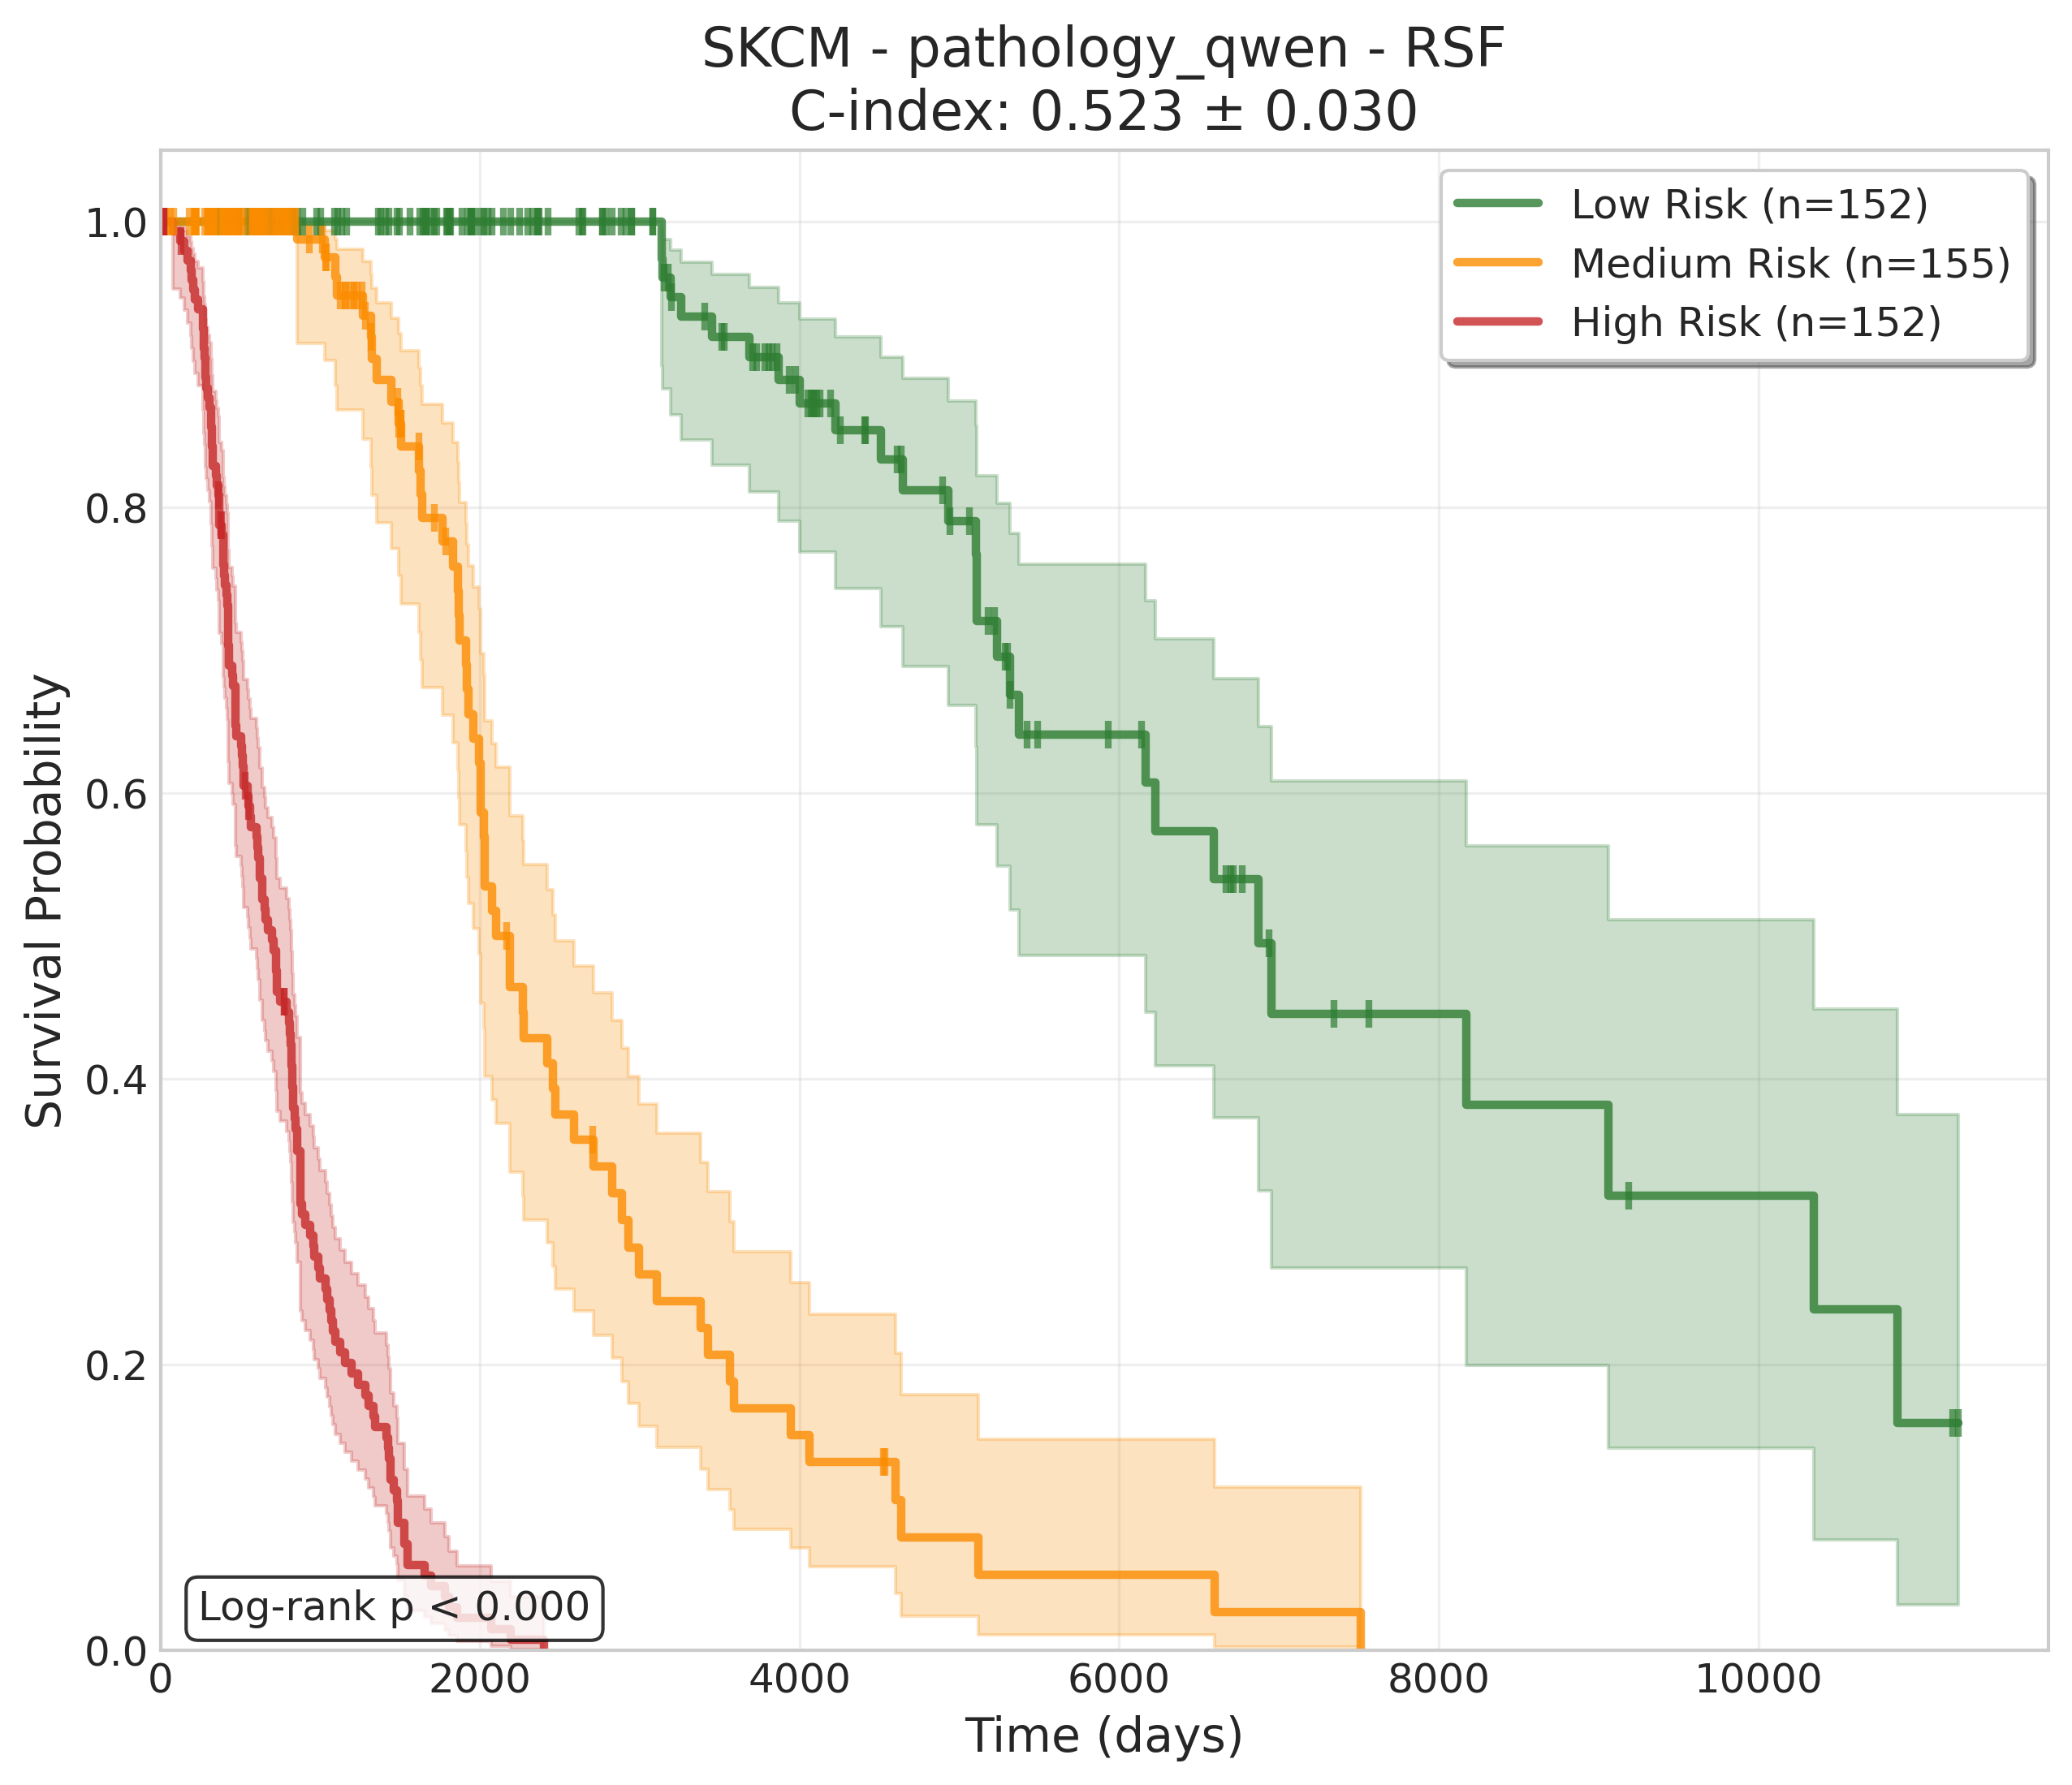 SKCM - pathology_qwen - RSF
C-index: 0.523 ± 0.030
Low Risk (n=152)
Medium Risk (n=155)
High Risk (n=152)
Survival Probability
1.0
0.8
0.6
0.4
0.2
0.0
Log-rank p < 0.000
0 2000 4000 6000 8000 10000
Time (days)